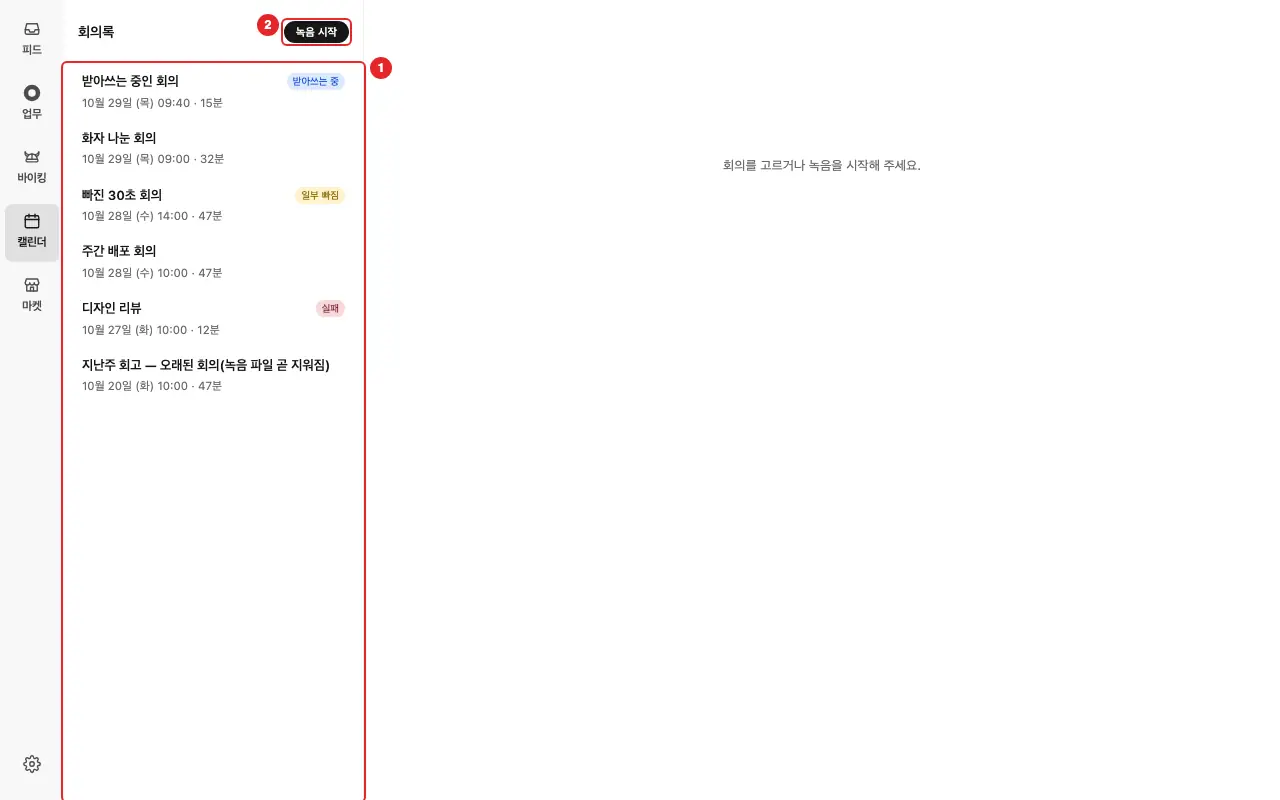 피드
업무
바이킹
캘린더
마켓
회의록
2
녹음 시작
1
받아쓰는 중인 회의
받아쓰는 중
10월 29일 (목) 09:40 · 15분
화자 나눈 회의
10월 29일 (목) 09:00 · 32분
빠진 30초 회의
일부 빠짐
10월 28일 (수) 14:00 · 47분
주간 배포 회의
10월 28일 (수) 10:00 · 47분
디자인 리뷰
실패
10월 27일 (화) 10:00 · 12분
지난주 회고 — 오래된 회의(녹음 파일 곧 지워짐)
10월 20일 (화) 10:00 · 47분
회의를 고르거나 녹음을 시작해 주세요.